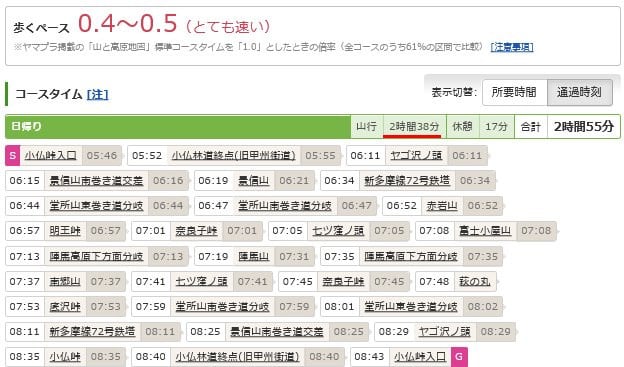 歩くペース 0.4～0.5（とても速い）
※ヤマプラ掲載の「山と高原地図」標準コースタイムを「1.0」としたときの倍率（全コースのうち61%の区間で比較） [注意事項]
コースタイム [注] 表示切替: 所要時間 通過時刻
日帰り 山行 2時間38分 休憩 17分 合計 2時間55分
S 小仏峠入口 05:46 05:52 小仏林道終点(旧甲州街道) 05:55 06:11 ヤゴ沢ノ頭 06:11
06:15 景信山南巻き道交差 06:16 06:19 景信山 06:21 06:34 新多摩線72号鉄塔 06:34
06:44 堂所山東巻き道分岐 06:44 06:47 堂所山南巻き道分岐 06:47 06:52 赤岩山 06:52
06:57 明王峠 06:57 07:01 奈良子峠 07:01 07:05 七ツ窪ノ頭 07:05 07:08 富士小屋山 07:08
07:13 陣馬高原下方面分岐 07:13 07:19 陣馬山 07:31 07:35 陣馬高原下方面分岐 07:35
07:37 南郷山 07:37 07:41 七ツ窪ノ頭 07:41 07:45 奈良子峠 07:45 07:48 萩の丸
07:53 底沢峠 07:53 07:59 堂所山南巻き道分岐 07:59 08:01 堂所山東巻き道分岐 08:02
08:11 新多摩線72号鉄塔 08:11 08:25 景信山南巻き道交差 08:25 08:29 ヤゴ沢ノ頭 08:29
08:35 小仏峠 08:35 08:40 小仏林道終点(旧甲州街道) 08:40 08:43 小仏峠入口 G